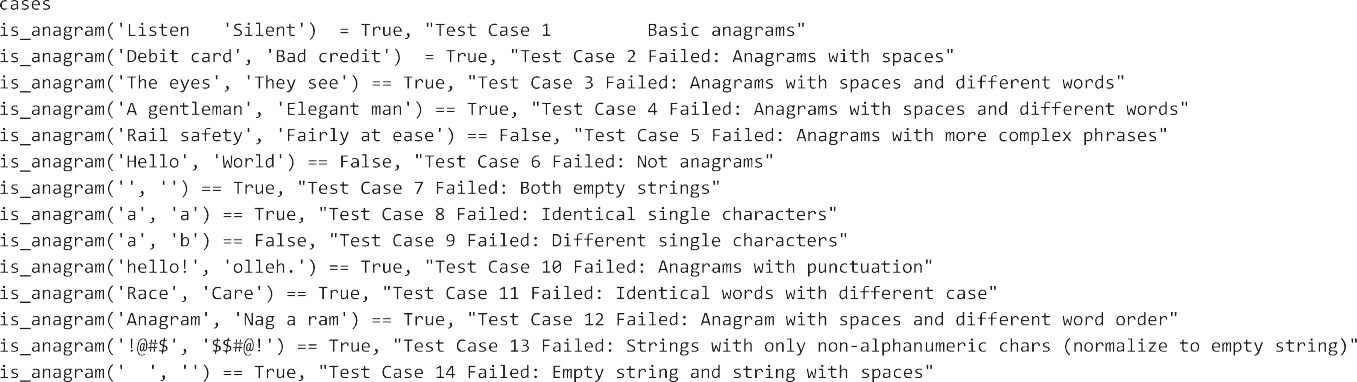 cases
is_anagram('Listen 'Silent') = True, "Test Case 1 Basic anagrams"
is_anagram('Debit card', 'Bad credit') = True, "Test Case 2 Failed: Anagrams with spaces"
is_anagram('The eyes', 'They see') == True, "Test Case 3 Failed: Anagrams with spaces and different words"
is_anagram('A gentleman', 'Elegant man') == True, "Test Case 4 Failed: Anagrams with spaces and different words"
is_anagram('Rail safety', 'Fairly at ease') == False, "Test Case 5 Failed: Anagrams with more complex phrases"
is_anagram('Hello', 'World') == False, "Test Case 6 Failed: Not anagrams"
is_anagram('', '') == True, "Test Case 7 Failed: Both empty strings"
is_anagram('a', 'a') == True, "Test Case 8 Failed: Identical single characters"
is_anagram('a', 'b') == False, "Test Case 9 Failed: Different single characters"
is_anagram('hello!', 'olleh.') == True, "Test Case 10 Failed: Anagrams with punctuation"
is_anagram('Race', 'Care') == True, "Test Case 11 Failed: Identical words with different case"
is_anagram('Anagram', 'Nag a ram') == True, "Test Case 12 Failed: Anagram with spaces and different word order"
is_anagram('!@#$', '$$#@!') == True, "Test Case 13 Failed: Strings with only non-alphanumeric chars (normalize to empty string)"
is_anagram('  ', '') == True, "Test Case 14 Failed: Empty string and string with spaces"